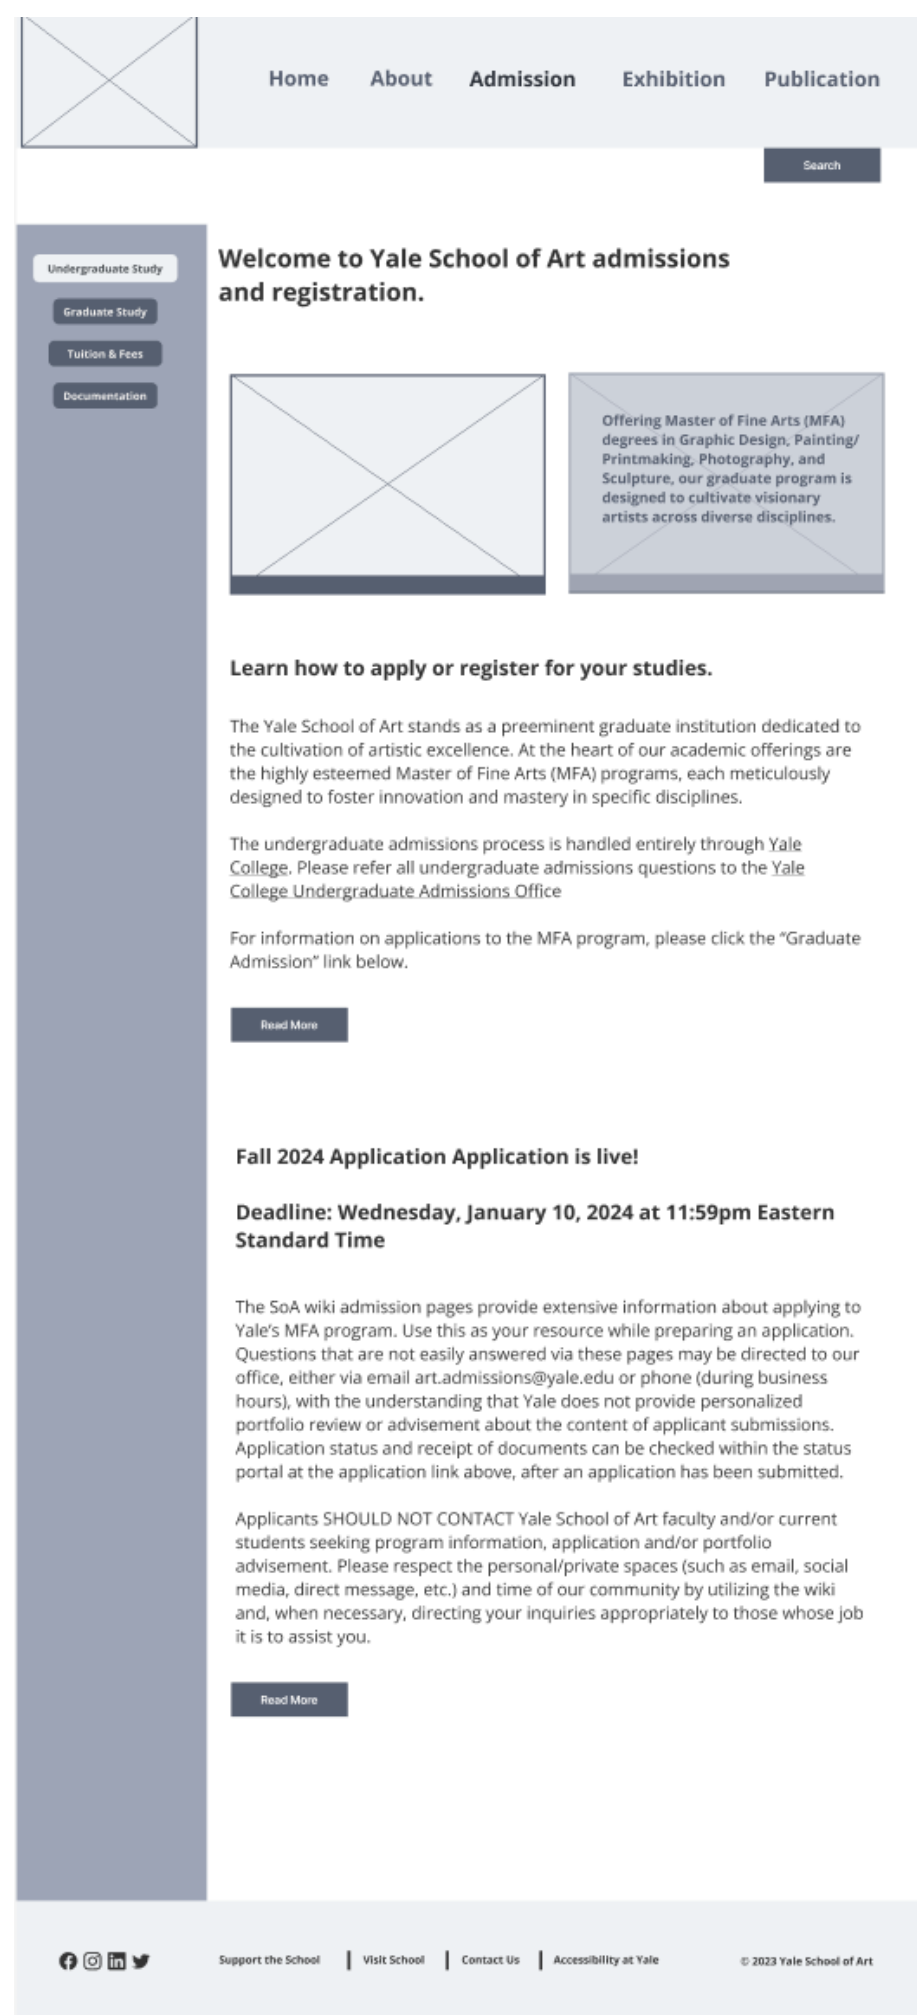 Home About Admission Exhibition Publication
Search
Undergraduate Study
Graduate Study
Tuition & Fees
Documentation
Welcome to Yale School of Art admissions
and registration.
Offering Master of Fine Arts (MFA)
degrees in Graphic Design, Painting/
Printmaking, Photography, and
Sculpture, our graduate program is
designed to cultivate visionary
artists across diverse disciplines.
Learn how to apply or register for your studies.
The Yale School of Art stands as a preeminent graduate institution dedicated to
the cultivation of artistic excellence. At the heart of our academic offerings are
the highly esteemed Master of Fine Arts (MFA) programs, each meticulously
designed to foster innovation and mastery in specific disciplines.
The undergraduate admissions process is handled entirely through Yale
College. Please refer all undergraduate admissions questions to the Yale
College Undergraduate Admissions Office
For information on applications to the MFA program, please click the “Graduate
Admission” link below.
Read More
Fall 2024 Application Application is live!
Deadline: Wednesday, January 10, 2024 at 11:59pm Eastern
Standard Time
The SoA wiki admission pages provide extensive information about applying to
Yale’s MFA program. Use this as your resource while preparing an application.
Questions that are not easily answered via these pages may be directed to our
office, either via email art.admissions@yale.edu or phone (during business
hours), with the understanding that Yale does not provide personalized
portfolio review or advisement about the content of applicant submissions.
Application status and receipt of documents can be checked within the status
portal at the application link above, after an application has been submitted.
Applicants SHOULD NOT CONTACT Yale School of Art faculty and/or current
students seeking program information, application and/or portfolio
advisement. Please respect the personal/private spaces (such as email, social
media, direct message, etc.) and time of our community by utilizing the wiki
and, when necessary, directing your inquiries appropriately to those whose job
it is to assist you.
Read More
Support the School | Visit School | Contact Us | Accessibility at Yale © 2023 Yale School of Art